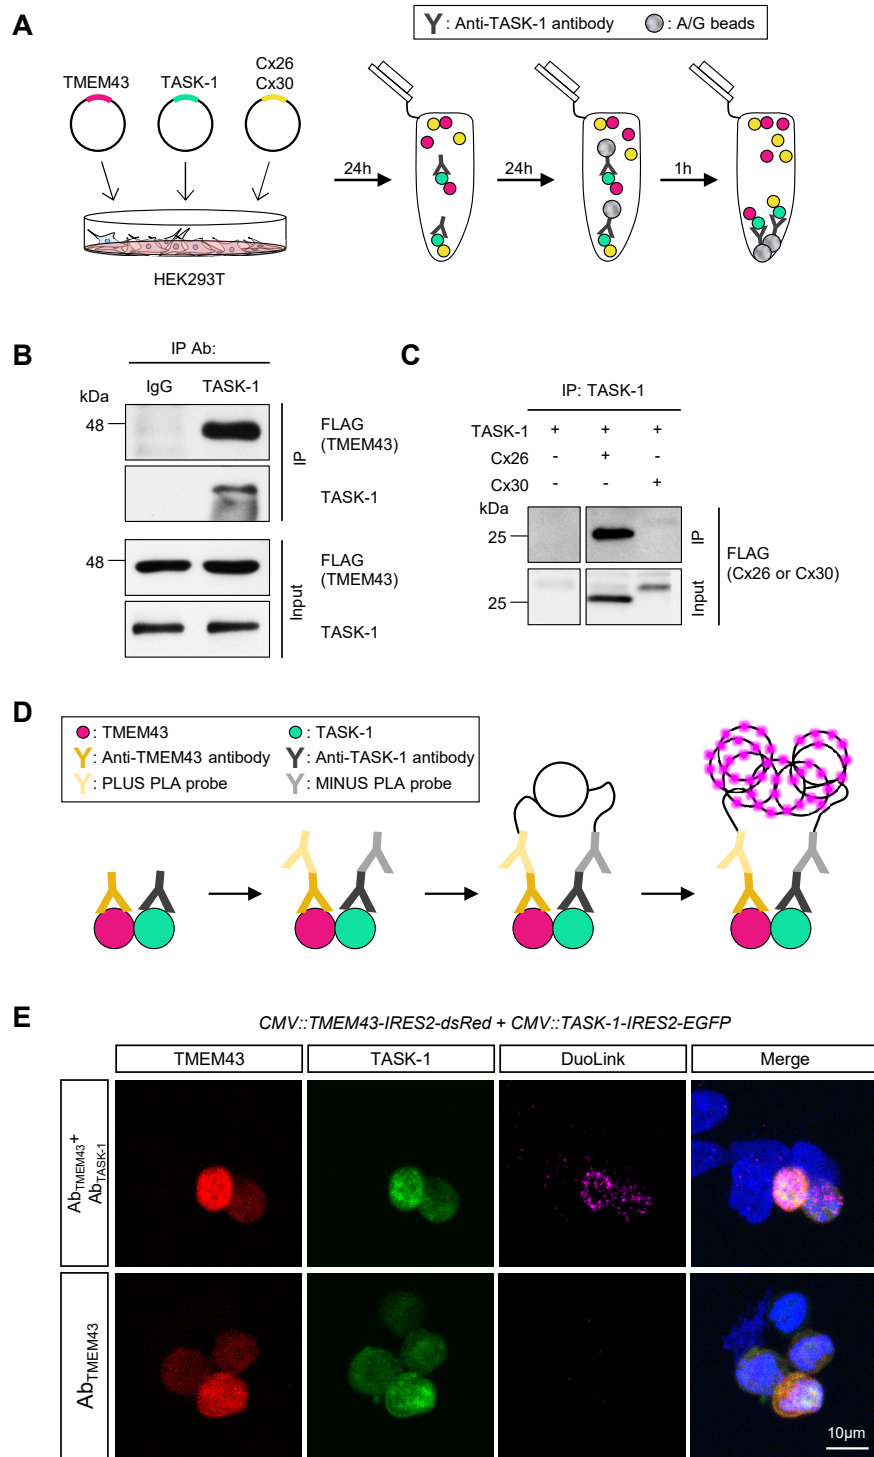 A
: Anti-TASK-1 antibody : A/G beads
TMEM43 TASK-1 Cx26
Cx30
24h 24h 1h
HEK293T
B
IP Ab:
IgG TASK-1
kDa
48
FLAG
(TMEM43)
TASK-1
IP
48
FLAG
(TMEM43)
TASK-1
Input
C
IP: TASK-1
TASK-1 + + +
Cx26 - + -
Cx30 - - +
kDa
25
IP
25
Input
FLAG
(Cx26 or Cx30)
D
: TMEM43 : TASK-1
: Anti-TMEM43 antibody : Anti-TASK-1 antibody
: PLUS PLA probe : MINUS PLA probe
E
CMV::TMEM43-IRES2-dsRed + CMV::TASK-1-IRES2-EGFP
TMEM43 TASK-1 DuoLink Merge
AbTMEM43+
AbTASK-1
AbTMEM43
10µm